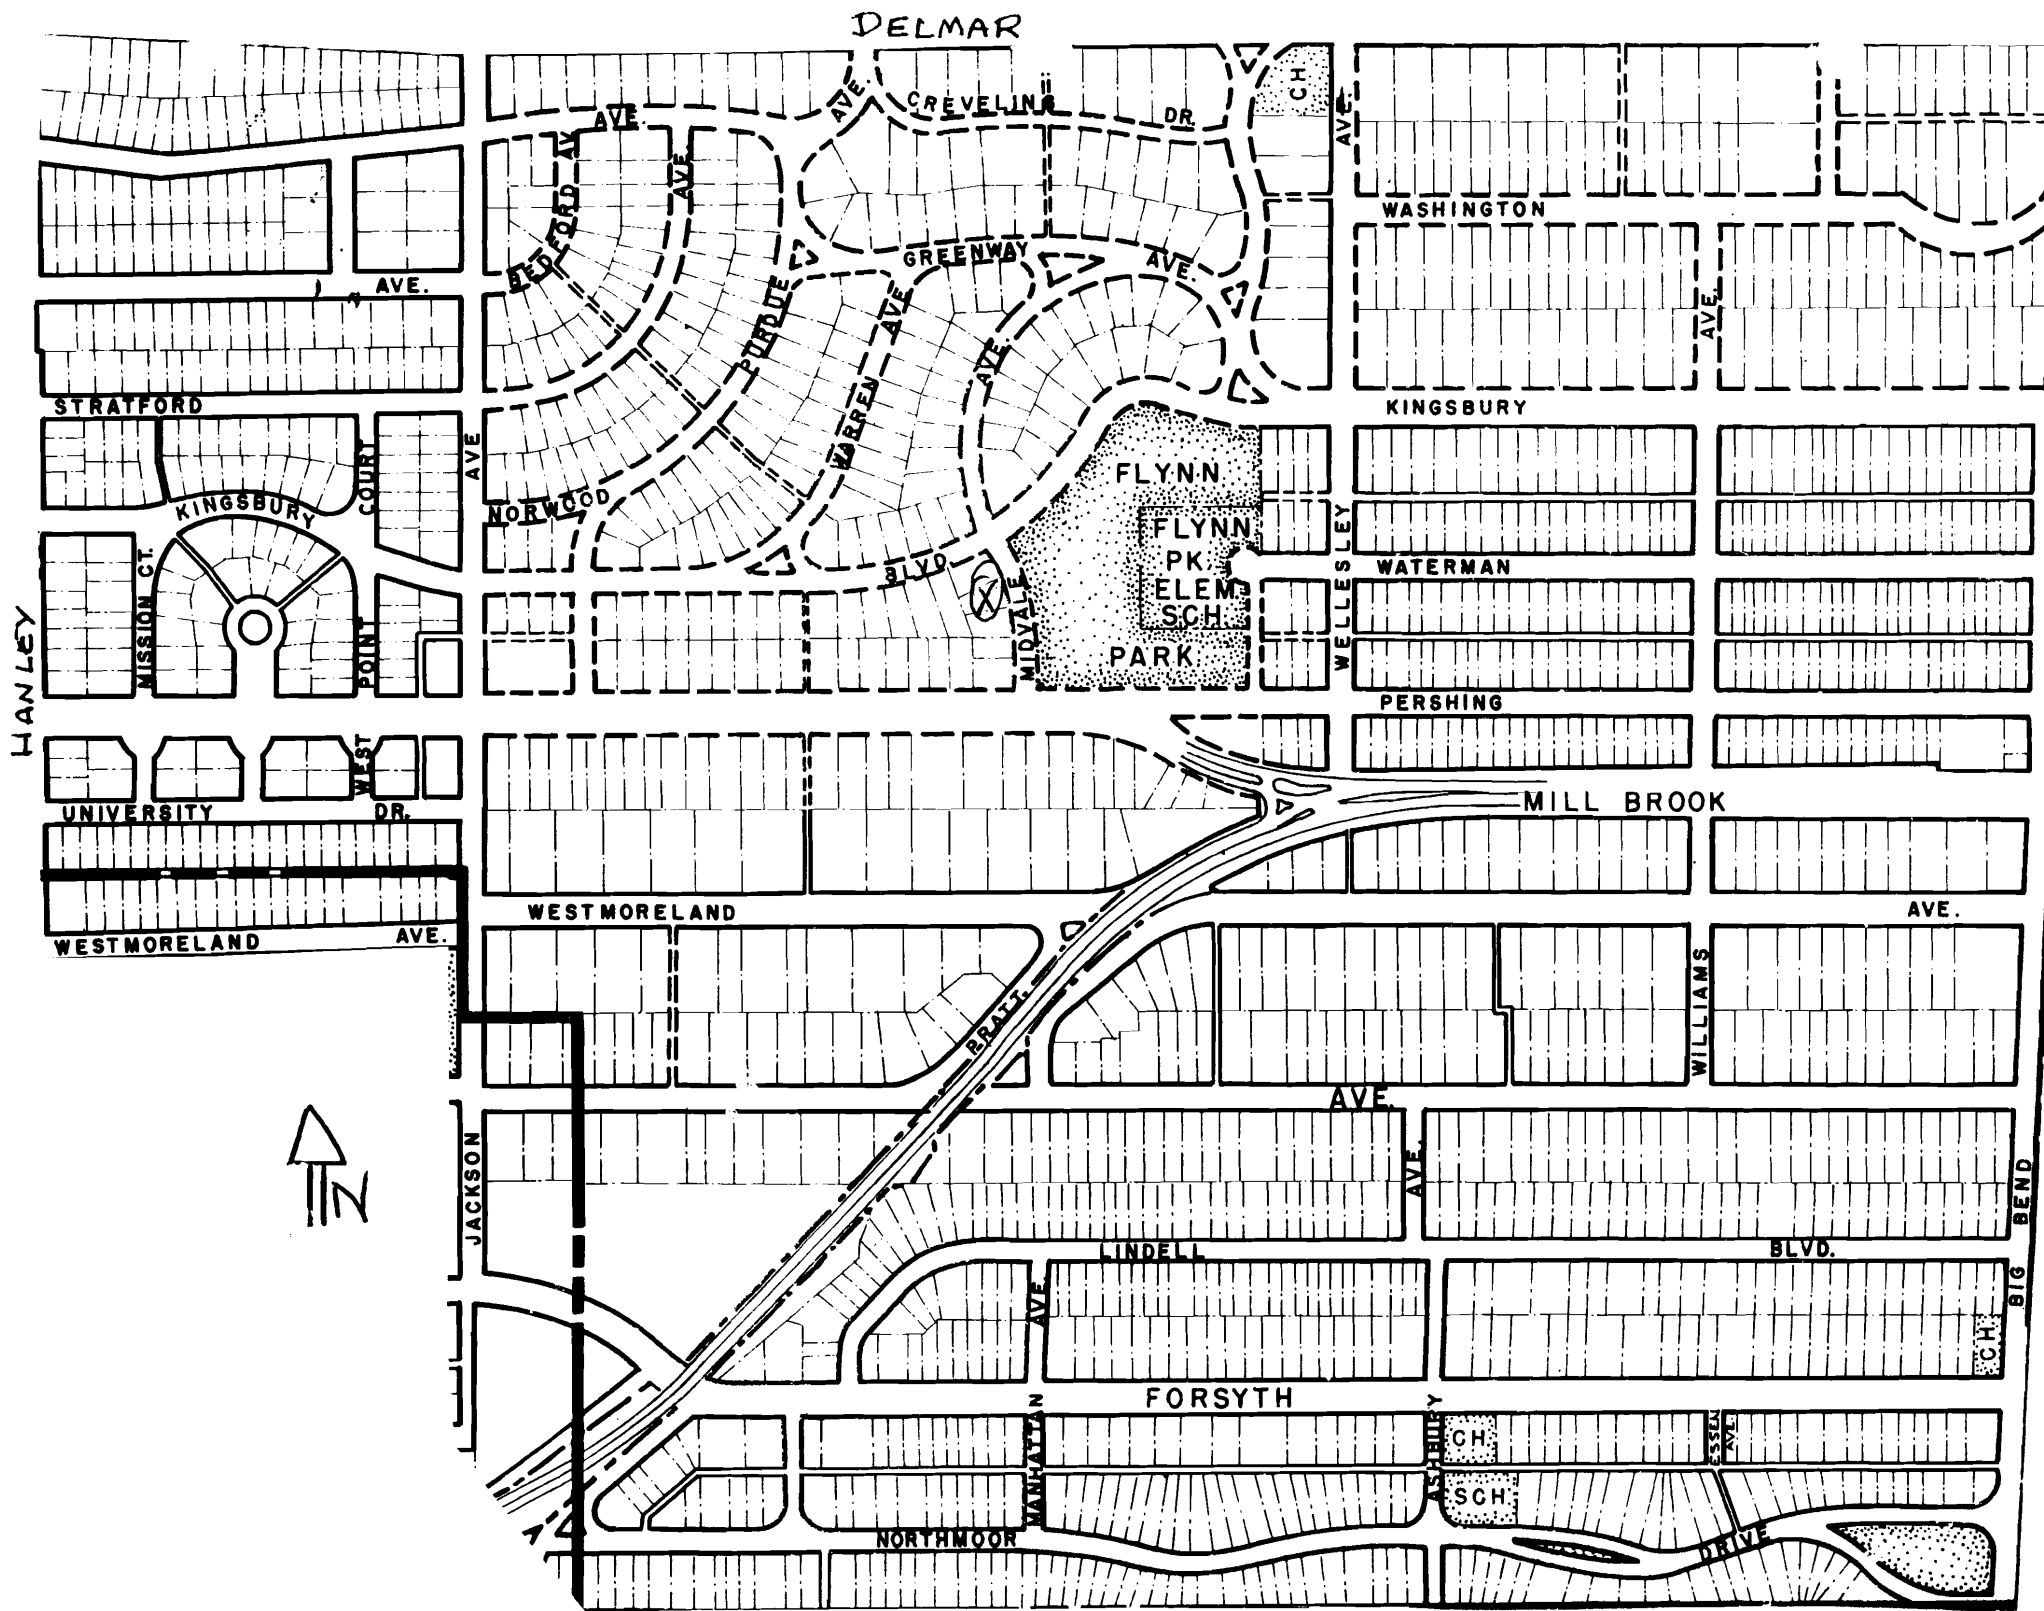 DELMAR
CH
CREVELING
DR.
AVE.
AVE.
BEDFORD AV
AVE.
AVE.
WASHINGTON
GREENWAY
AVE.
AVE.
PURDUE
AVE.
AVE.
AVE.
STRATFORD
KINGSBURY
WARREN
COURT
AVE
NORWOOD
KINGSBURY
FLYNN
FLYNN
PK.
ELEM.
SCH.
PARK
WELLESLEY
WATERMAN
BLVD.
X
MIDVALE
MISSION CT.
POINT
WEST
HANLEY
PERSHING
UNIVERSITY
DR.
MILL BROOK
WESTMORELAND
AVE.
WESTMORELAND
AVE.
WILLIAMS
P.R.A.T.T.
AVE.
N
JACKSON
AVE.
BIG BEND
LINDELL
BLVD.
AVE.
CH
FORSYTH
MANHATTAN
ASHBURY
CH.
ESSEX
AVE.
SCH.
NORTHMOOR
DRIVE